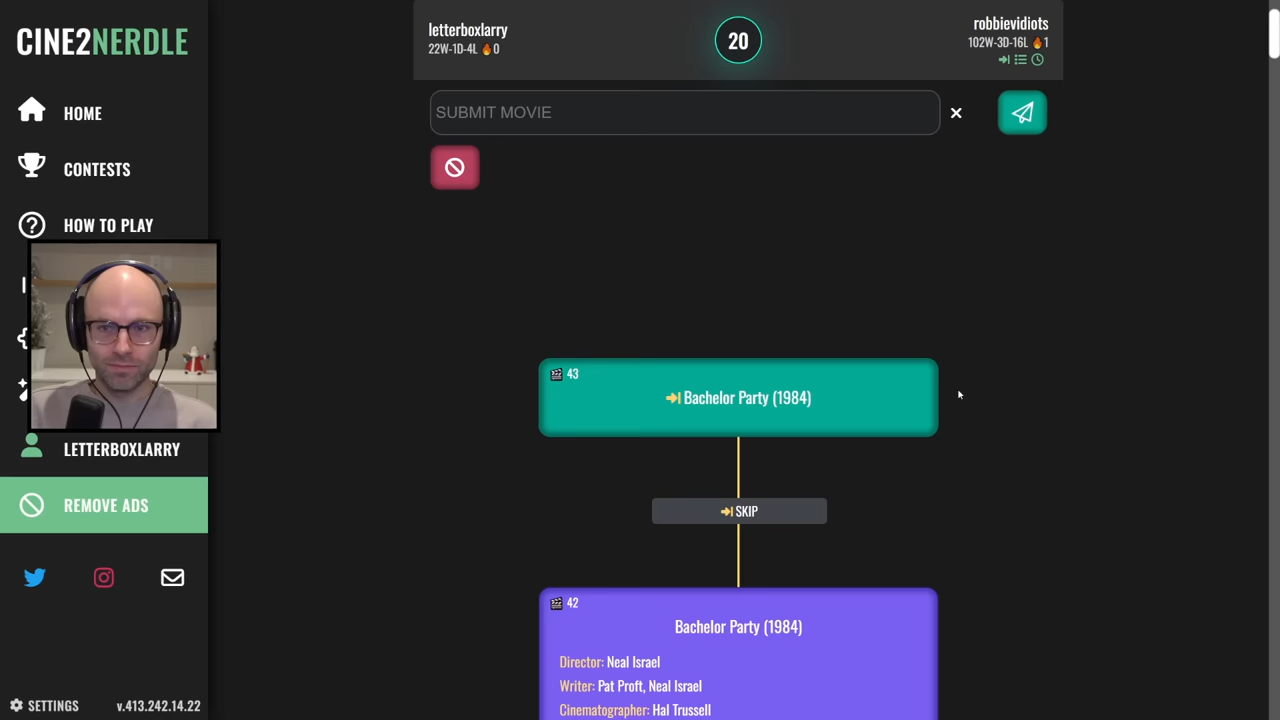 CINE2NERDLE
HOME
CONTESTS
HOW TO PLAY
LETTERBOXLARRY
REMOVE ADS
SETTINGS
v.413.242.14.22
letterboxlarry
22W-1D-4L 🔥0
20
robbievidiots
102W-3D-16L 🔥1
SUBMIT MOVIE
43
Bachelor Party (1984)
SKIP
42
Bachelor Party (1984)
Director: Neal Israel
Writer: Pat Proft, Neal Israel
Cinematographer: Hal Trussell